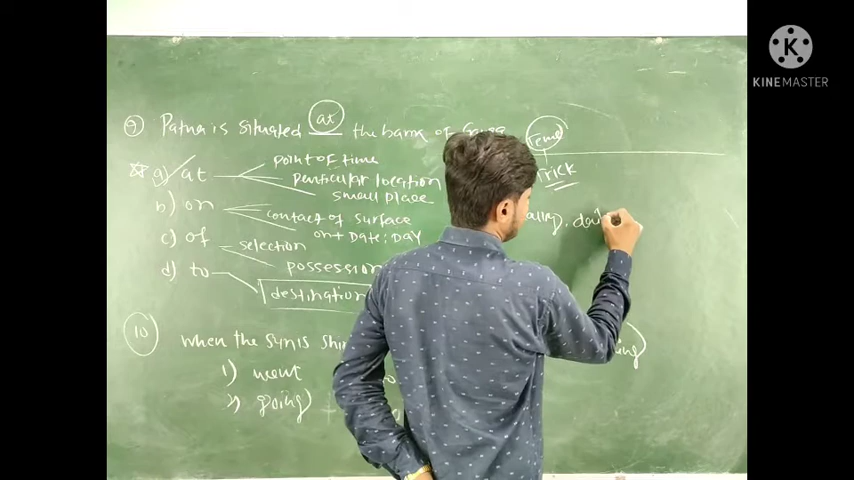 K
KINEMASTER
9) Patna is situated at the bank of Ganga
Tense
Trick
a) at point of time
particular location
small place
b) on contact of surface
on + Date, Day
c) of selection
possession
d) to destination
10 when the sun is
1) went
2) going